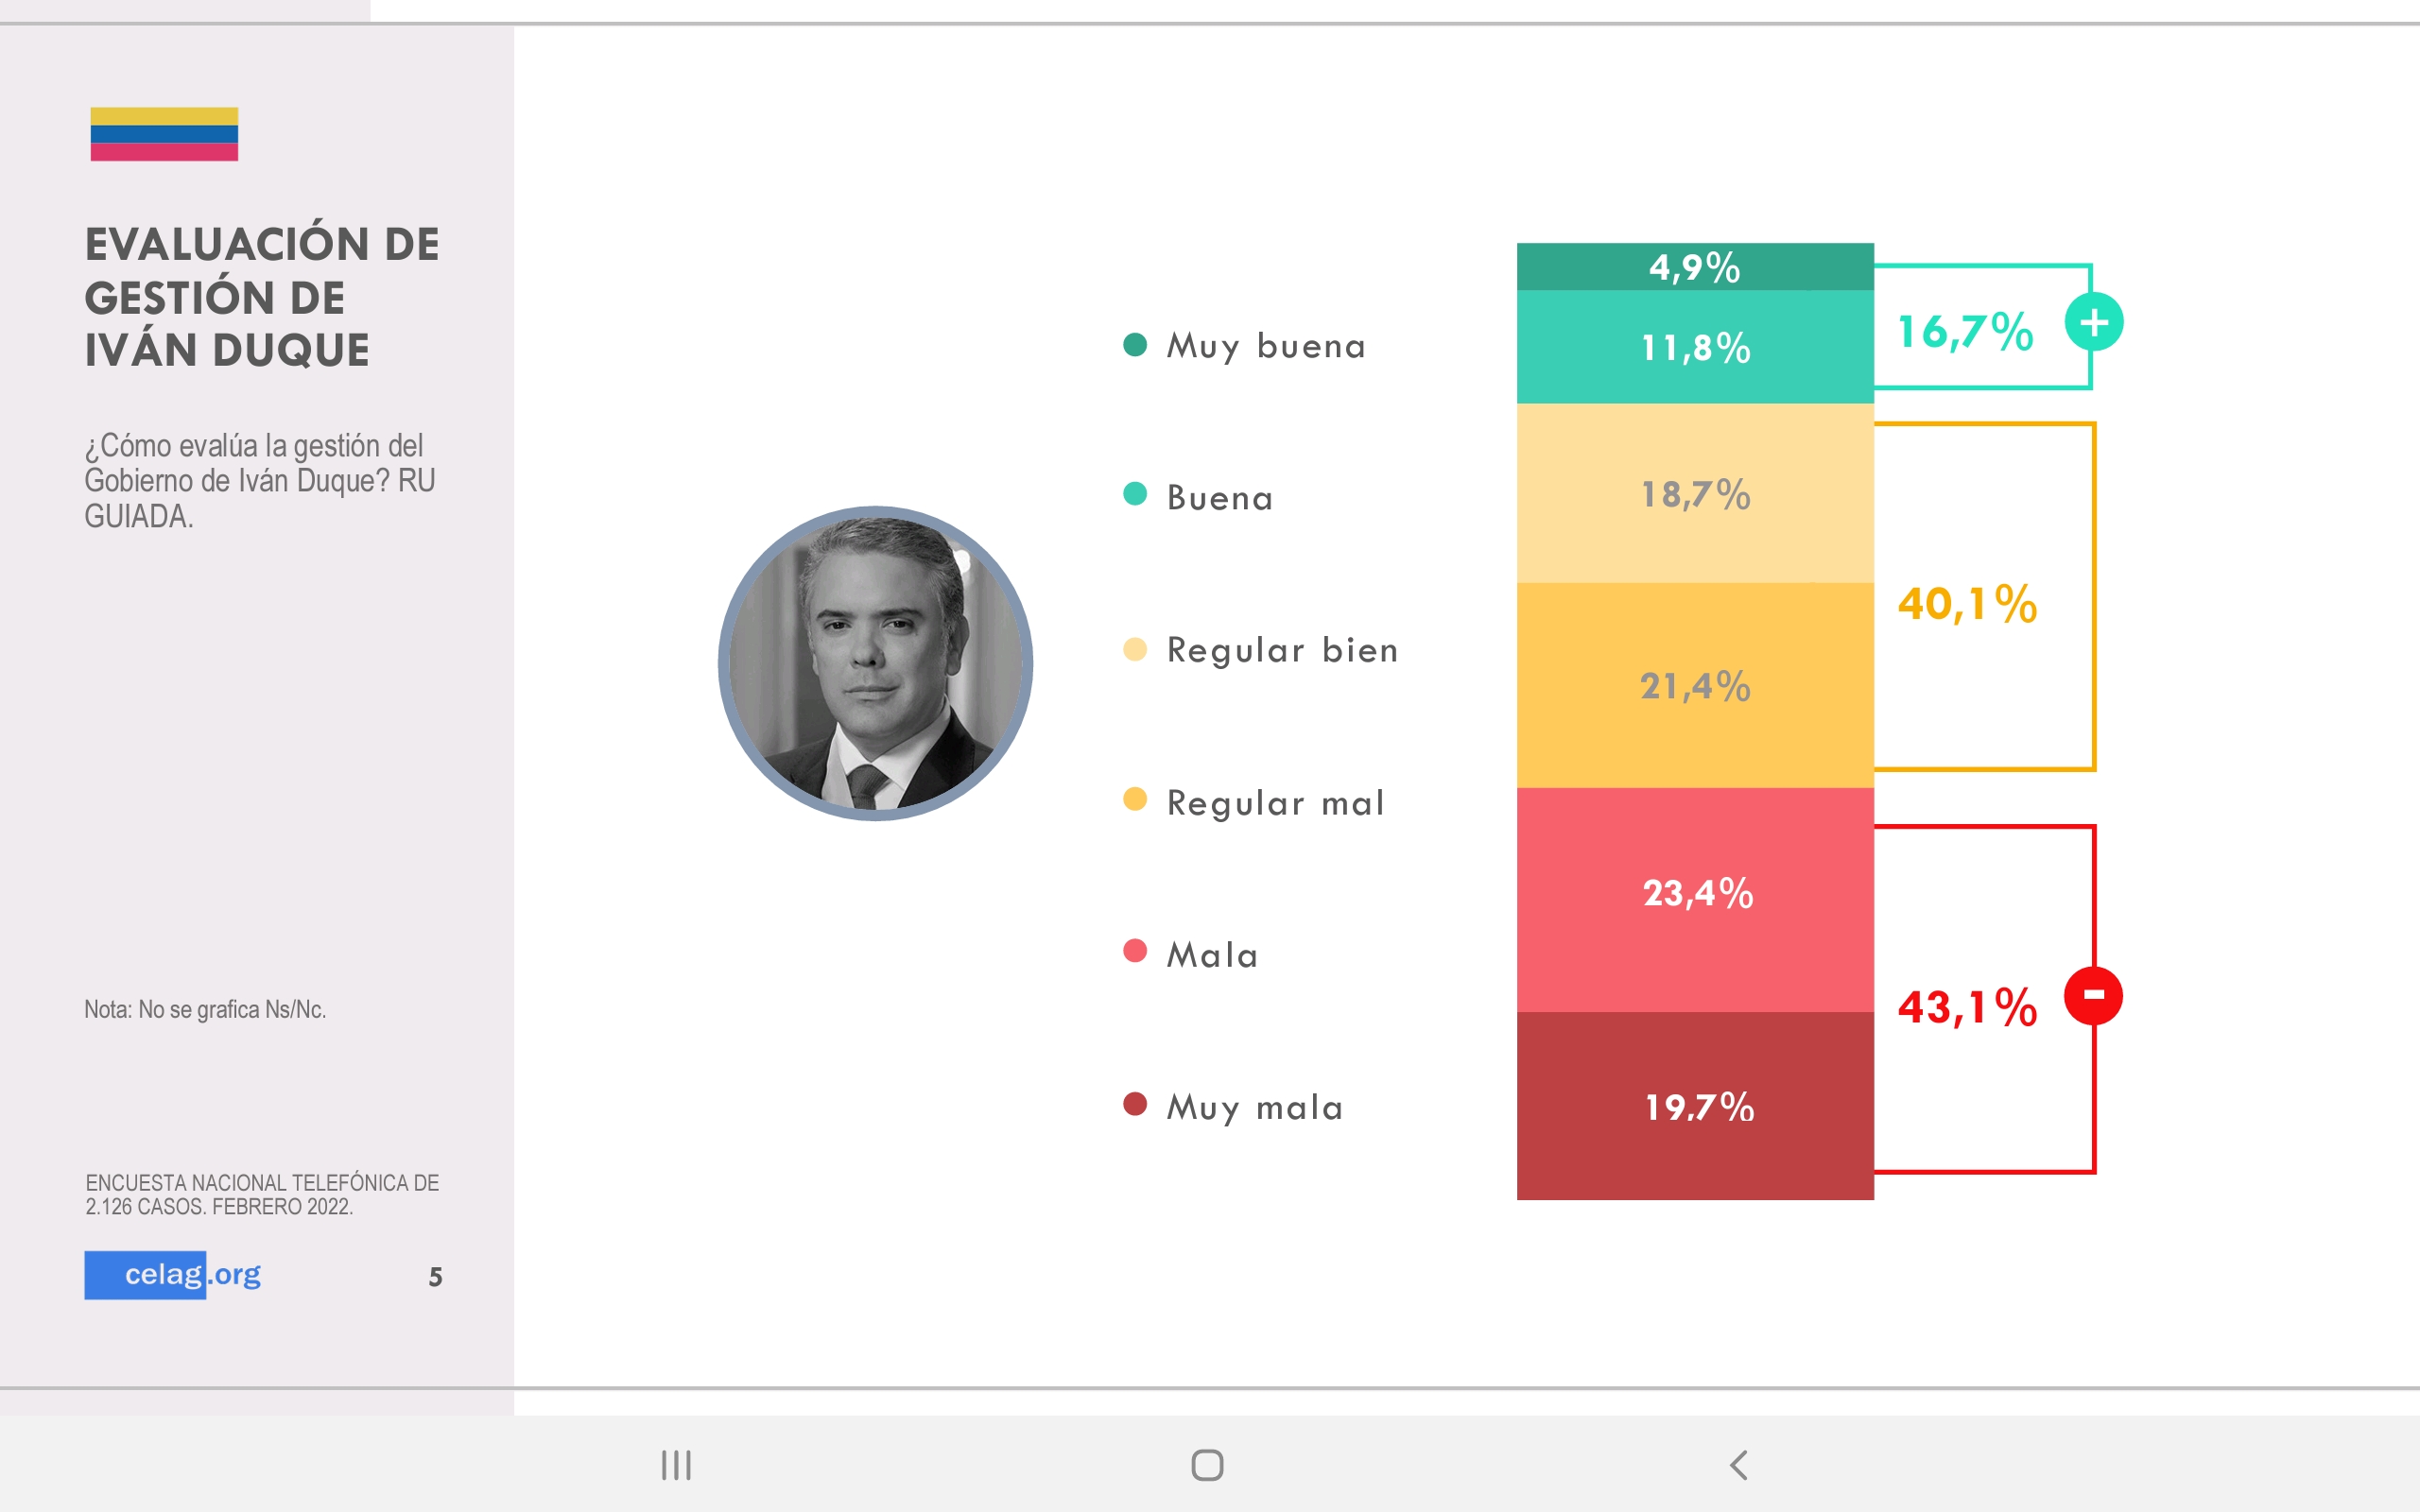 EVALUACIÓN DE
GESTIÓN DE
IVÁN DUQUE
¿Cómo evalúa la gestión del
Gobierno de Iván Duque? RU
GUIADA.
Nota: No se grafica Ns/Nc.
ENCUESTA NACIONAL TELEFÓNICA DE
2.126 CASOS. FEBRERO 2022.
celag.org
5
Muy buena
Buena
Regular bien
Regular mal
Mala
Muy mala
4,9%
11,8%
18,7%
21,4%
23,4%
19,7%
16,7%
+
40,1%
43,1%
-